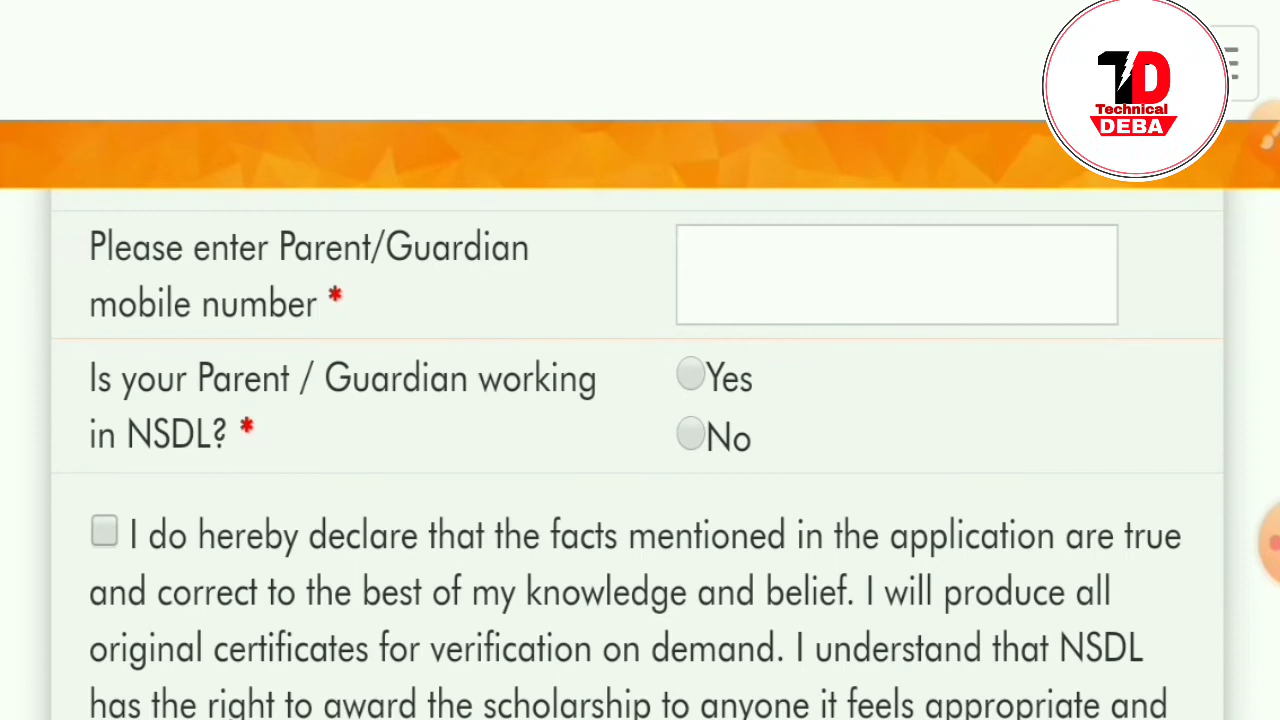 TD
Technical
DEBA
Please enter Parent/Guardian
mobile number *
Is your Parent / Guardian working
in NSDL? *
Yes
No
I do hereby declare that the facts mentioned in the application are true
and correct to the best of my knowledge and belief. I will produce all
original certificates for verification on demand. I understand that NSDL
has the right to award the scholarship to anyone it feels appropriate and